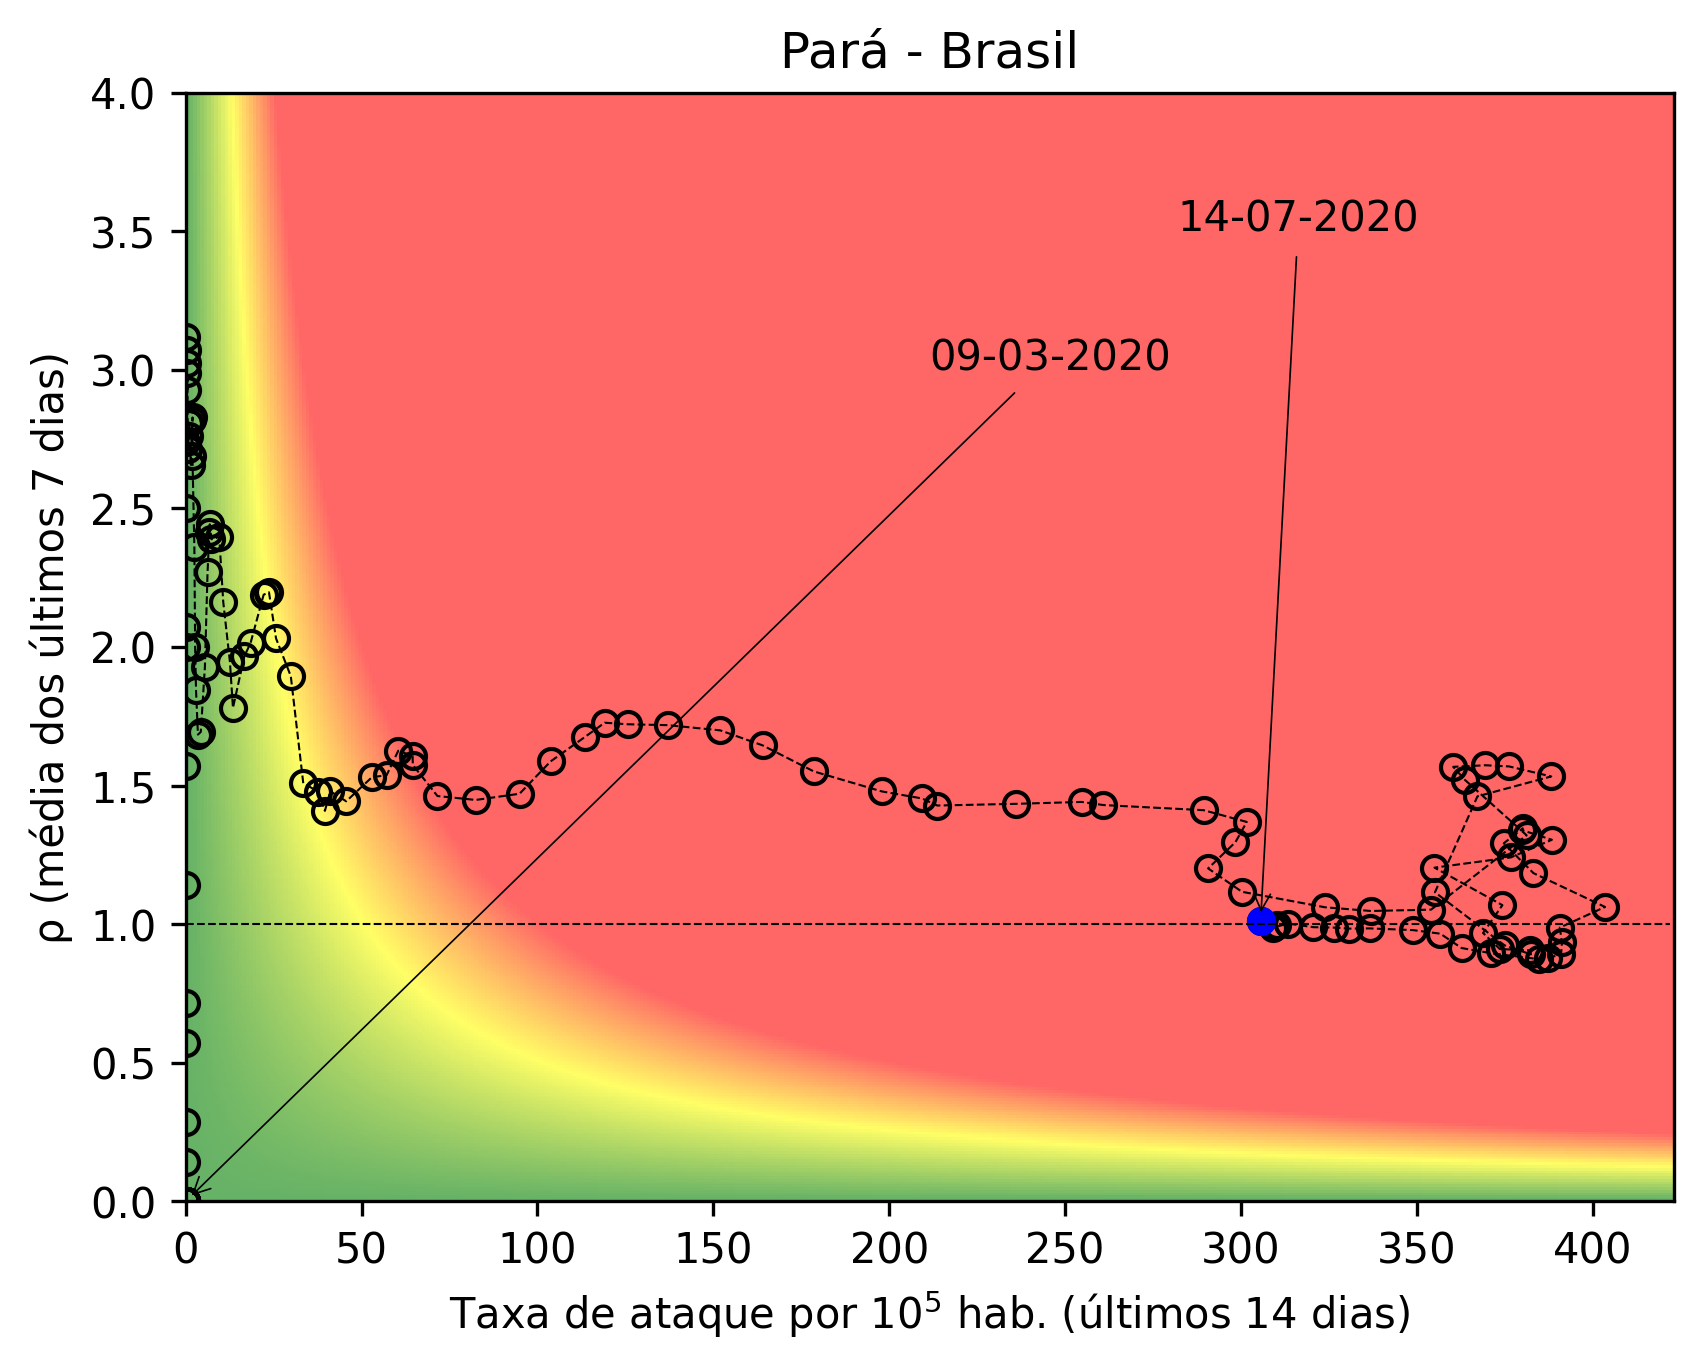 Pará - Brasil
4.0
3.5
3.0
2.5
2.0
1.5
1.0
0.5
0.0
ρ (média dos últimos 7 dias)
14-07-2020
09-03-2020
0 50 100 150 200 250 300 350 400
Taxa de ataque por 10⁵ hab. (últimos 14 dias)